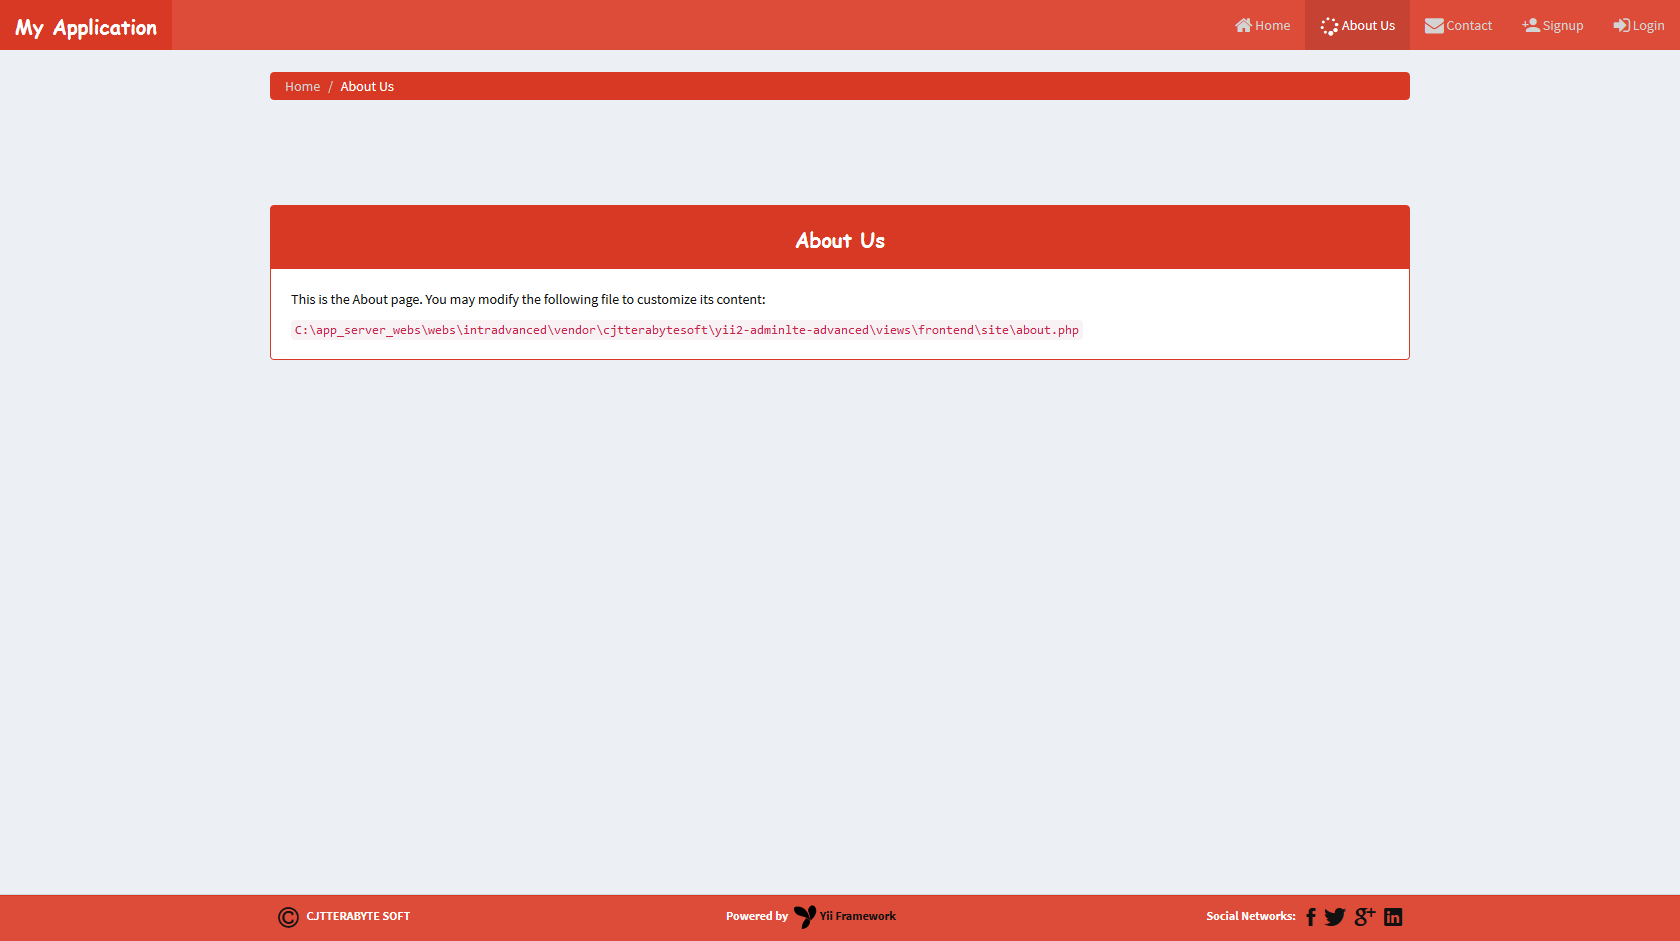 My Application
Home About Us Contact Signup Login
Home / About Us
About Us
This is the About page. You may modify the following file to customize its content:
C:\app_server_webs\webs\intradvanced\vendor\cjtterabytesoft\yii2-adminlte-advanced\views\frontend\site\about.php
© CJTTERABYTE SOFT Powered by Yii Framework Social Networks: